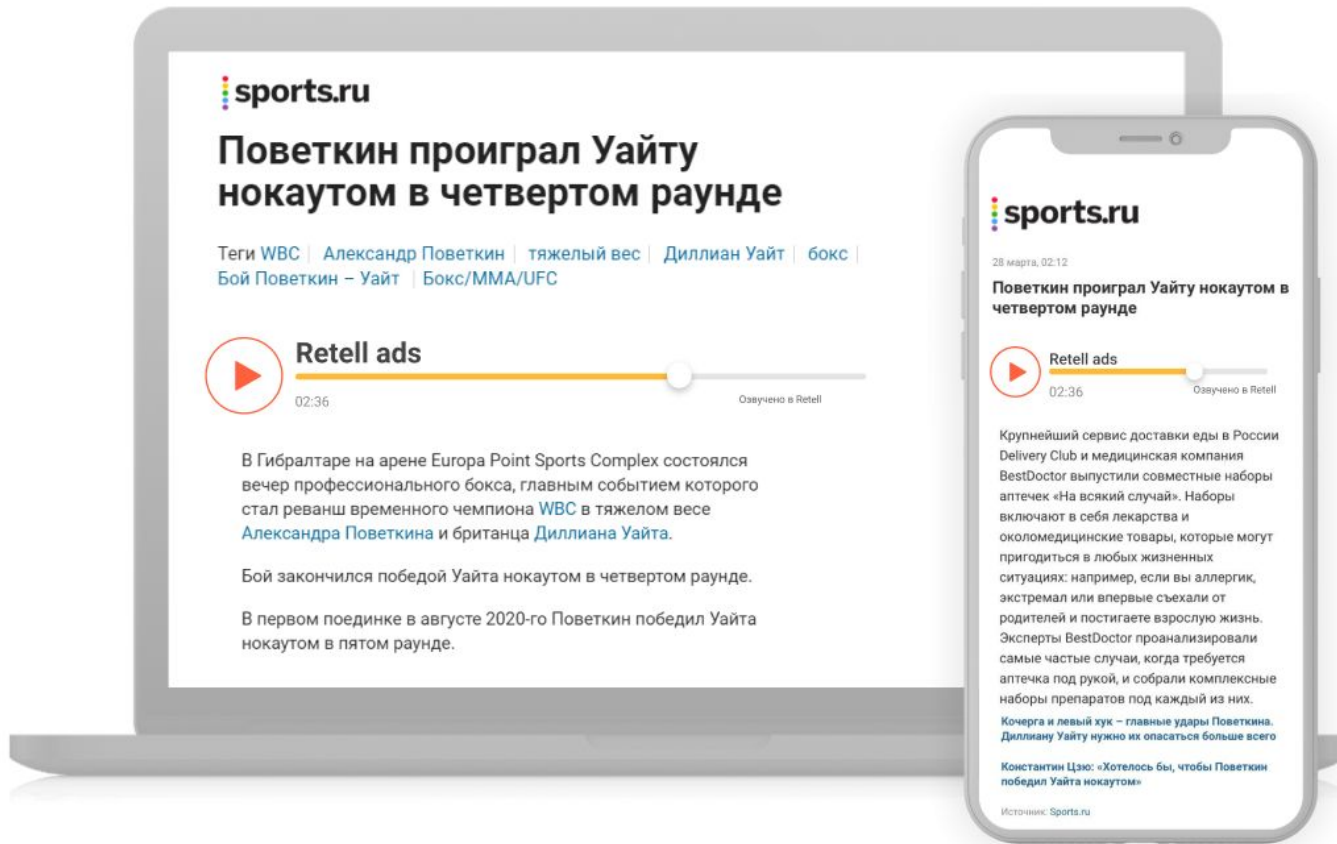 sports.ru
Поветкин проиграл Уайту
нокаутом в четвертом раунде
Теги WBC | Александр Поветкин | тяжелый вес | Диллиан Уайт | бокс |
Бой Поветкин – Уайт | Бокс/MMA/UFC
Retell ads
02:36
Озвучено в Retell
В Гибралтаре на арене Europa Point Sports Complex состоялся
вечер профессионального бокса, главным событием которого
стал реванш временного чемпиона WBC в тяжелом весе
Александра Поветкина и британца Диллиана Уайта.
Бой закончился победой Уайта нокаутом в четвертом раунде.
В первом поединке в августе 2020-го Поветкин победил Уайта
нокаутом в пятом раунде.
sports.ru
28 марта, 02:12
Поветкин проиграл Уайту нокаутом в
четвертом раунде
Retell ads
02:36
Озвучено в Retell
Крупнейший сервис доставки еды в России
Delivery Club и медицинская компания
BestDoctor выпустили совместные наборы
аптечек «На всякий случай». Наборы
включают в себя лекарства и
околомедицинские товары, которые могут
пригодиться в любых жизненных
ситуациях: например, если вы аллергик,
экстремал или впервые съехали от
родителей и постигаете взрослую жизнь.
Эксперты BestDoctor проанализировали
самые частые случаи, когда требуется
аптечка под рукой, и собрали комплексные
наборы препаратов под каждый из них.
Кочерга и левый хук – главные удары Поветкина.
Диллиану Уайту нужно их опасаться больше всего
Константин Цзю: «Хотелось бы, чтобы Поветкин
победил Уайта нокаутом»
Источник: Sports.ru